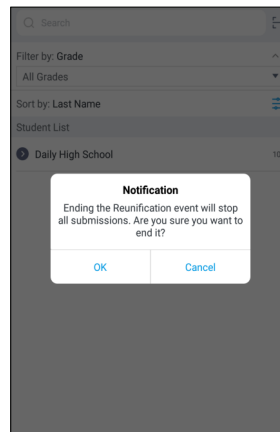 Search
Filter by: Grade
All Grades
Sort by: Last Name
Student List
Daily High School
10
Notification
Ending the Reunification event will stop
all submissions. Are you sure you want to
end it?
OK
Cancel